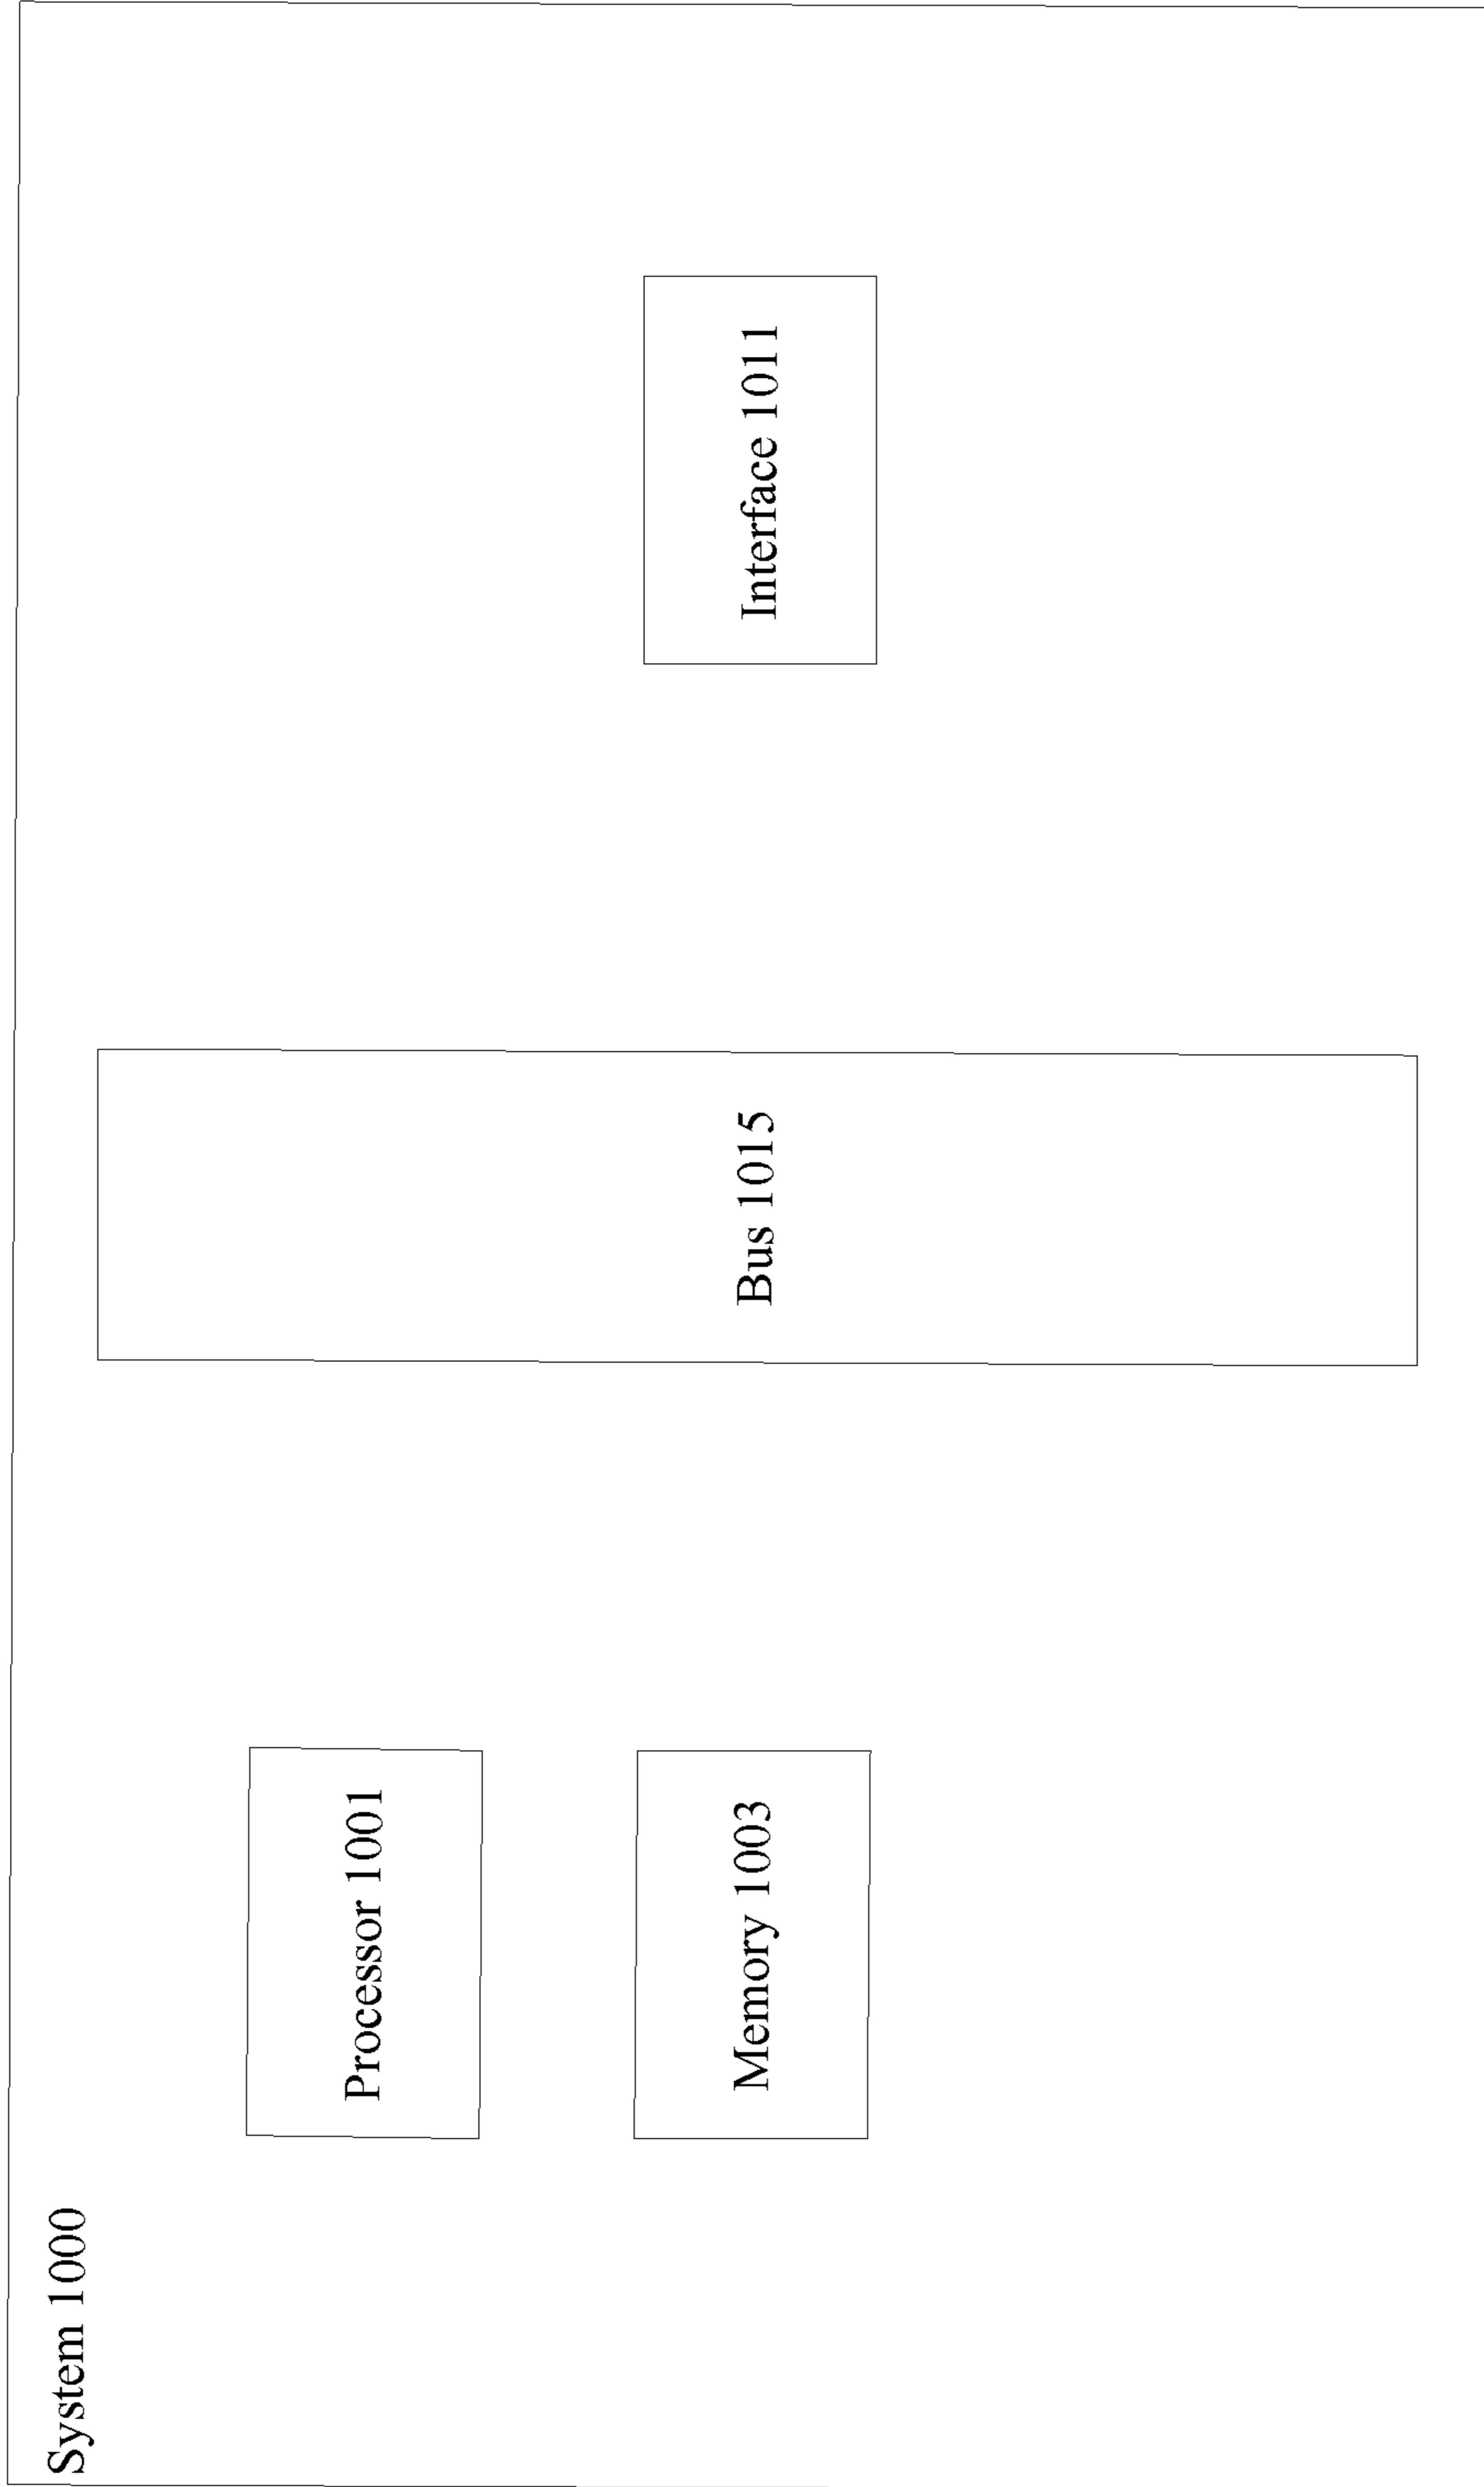 System 1000
Processor 1001
Memory 1003
Bus 1015
Interface 1011